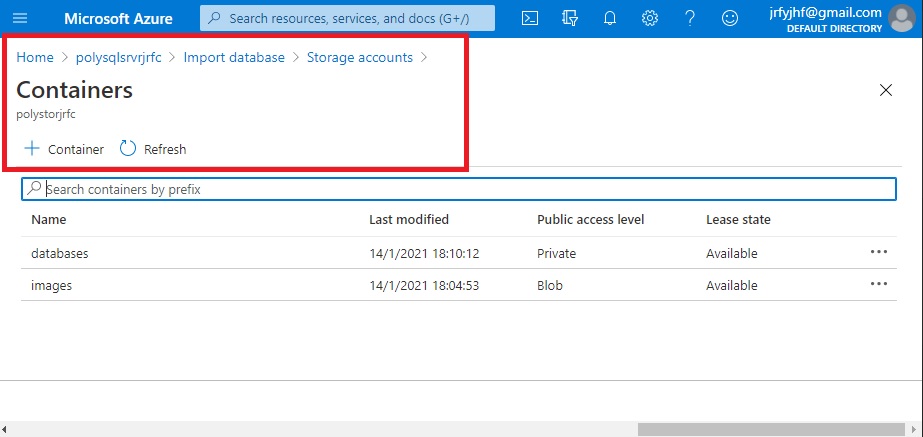 Microsoft Azure
Search resources, services, and docs (G+/)
jrfyjhf@gmail.com
DEFAULT DIRECTORY
Home > polysqlsrvrjrfc > Import database > Storage accounts >
Containers
polystorjrfc
+ Container Refresh
Search containers by prefix
Name Last modified Public access level Lease state
databases 14/1/2021 18:10:12 Private Available ···
images 14/1/2021 18:04:53 Blob Available ···